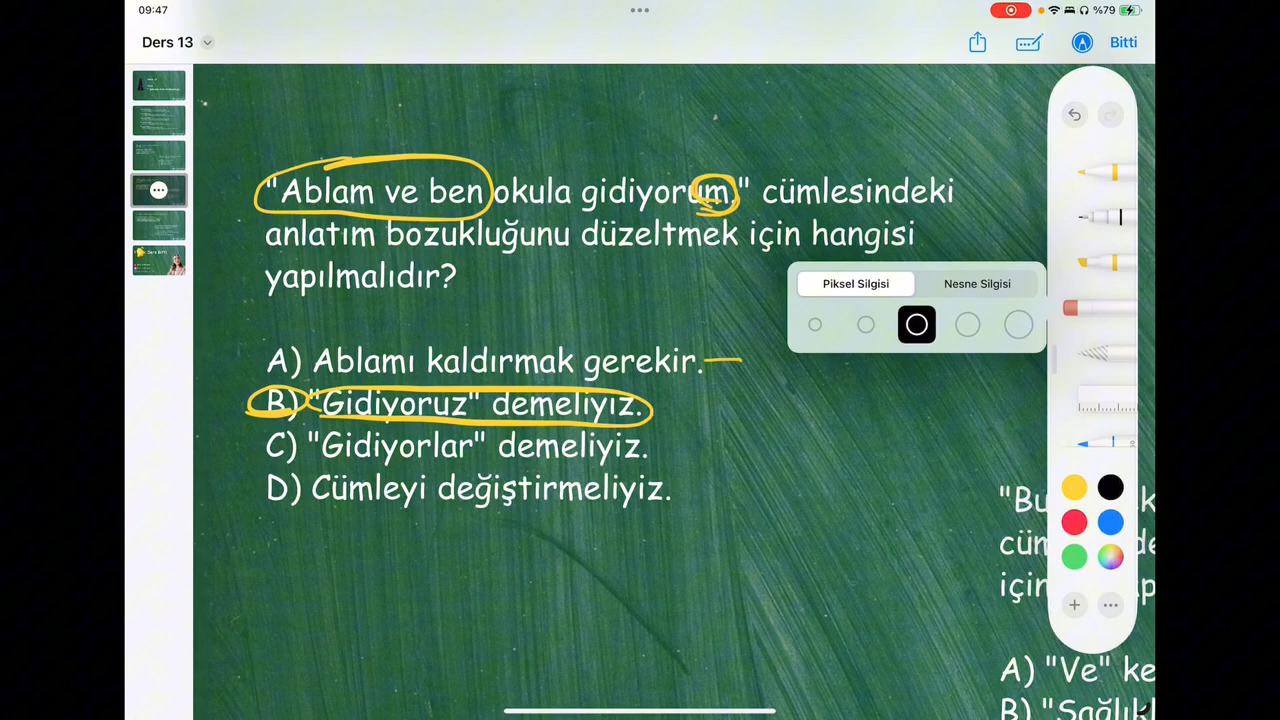 09:47
%79
Ders 13
Bitti
"Ablam ve ben okula gidiyorum." cümlesindeki
anlatım bozukluğunu düzeltmek için hangisi
yapılmalıdır?
Piksel Silgisi
Nesne Silgisi
A) Ablamı kaldırmak gerekir.
B) "Gidiyoruz" demeliyiz.
C) "Gidiyorlar" demeliyiz.
D) Cümleyi değiştirmeliyiz.
için
A) "Ve"
B)